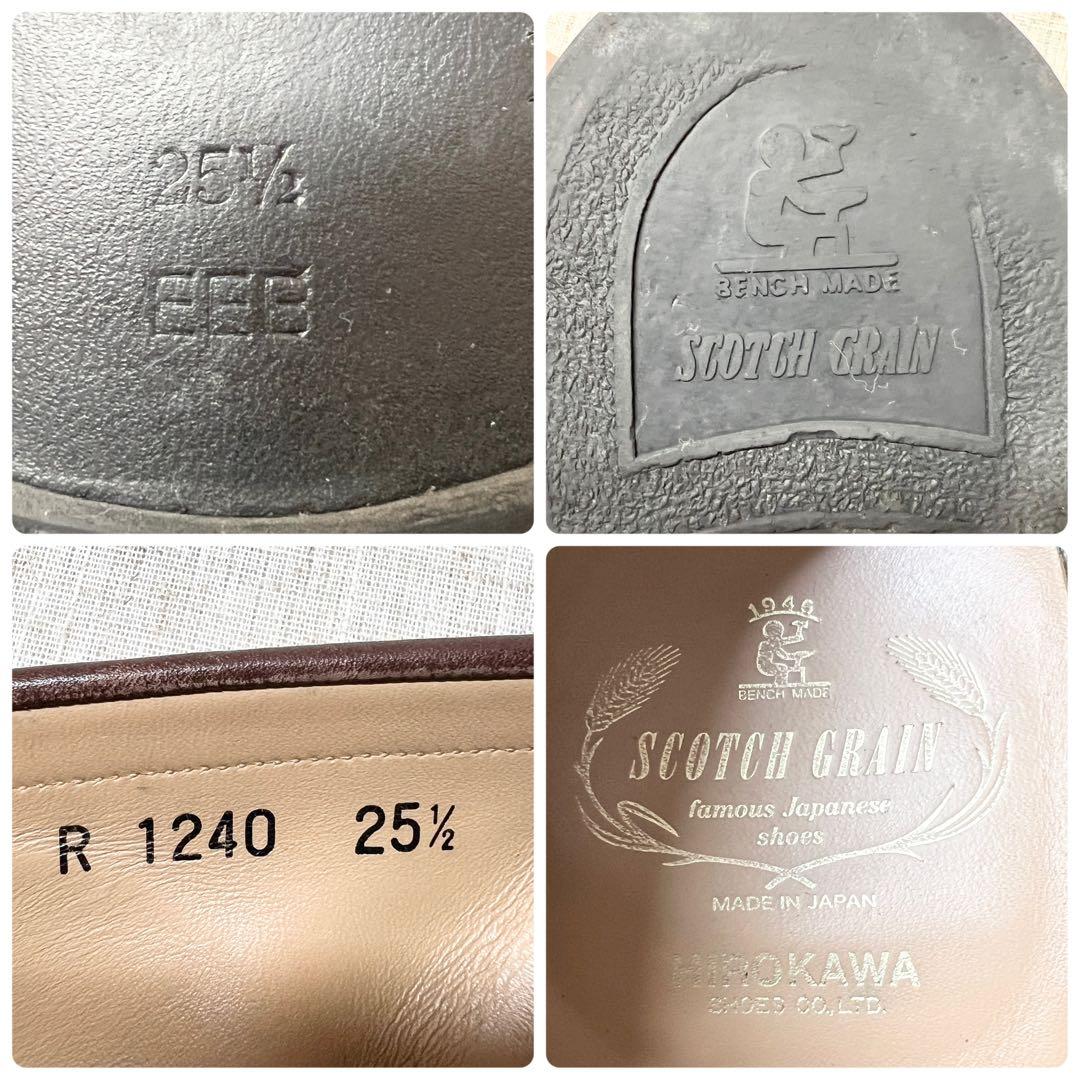 25½
EEE
BENCH MADE
SCOTCH GRAIN
R 1240 25½
1946
BENCH MADE
SCOTCH GRAIN
famous Japanese
shoes
MADE IN JAPAN
HIROKAWA
SHOES CO.,LTD.